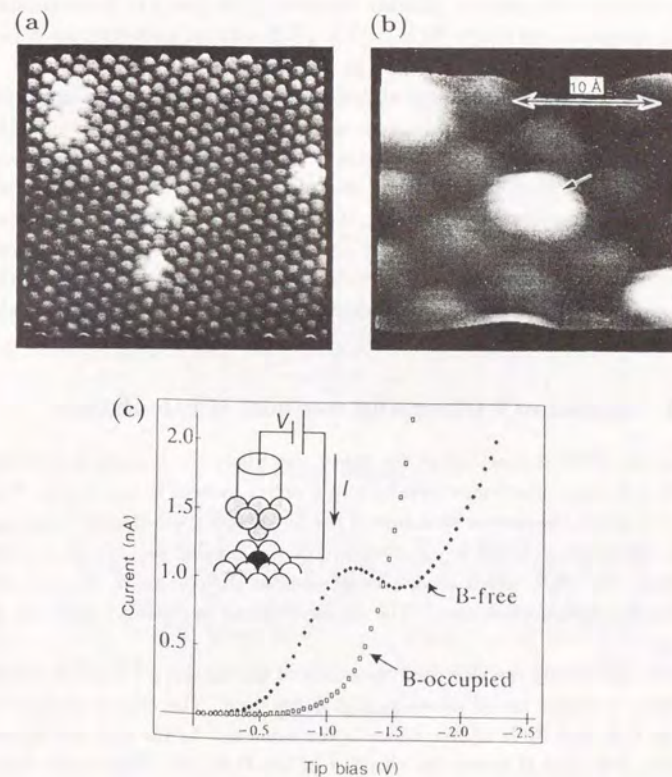 (a)
(b)
10 Å
(c)
V
I
2.0
1.5
1.0
0.5
Current (nA)
B-free
B-occupied
-0.5
-1.0
-1.5
-2.0
-2.5
Tip bias (V)